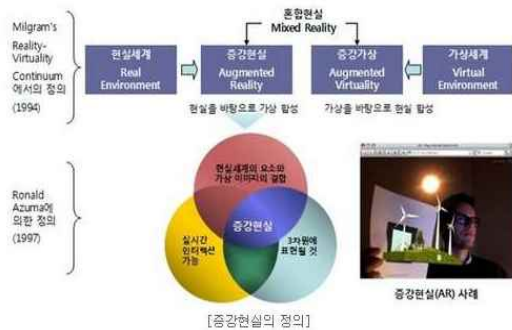 Milgram's
Reality-
Virtuality
Continuum
에서의 정의
(1994)
혼합현실
Mixed Reality
현실세계
Real
Environment
증강현실
Augmented
Reality
증강가상
Augmented
Virtuality
가상세계
Virtual
Environment
현실을 바탕으로 가상 합성
가상을 바탕으로 현실 합성
Ronald
Azuma에
의한 정의
(1997)
현실세계의 요소와
가상 이미지의 결합
증강현실
실시간
인터랙션
가능
3차원에
표현될 것
증강현실(AR) 사례
[증강현실의 정의]